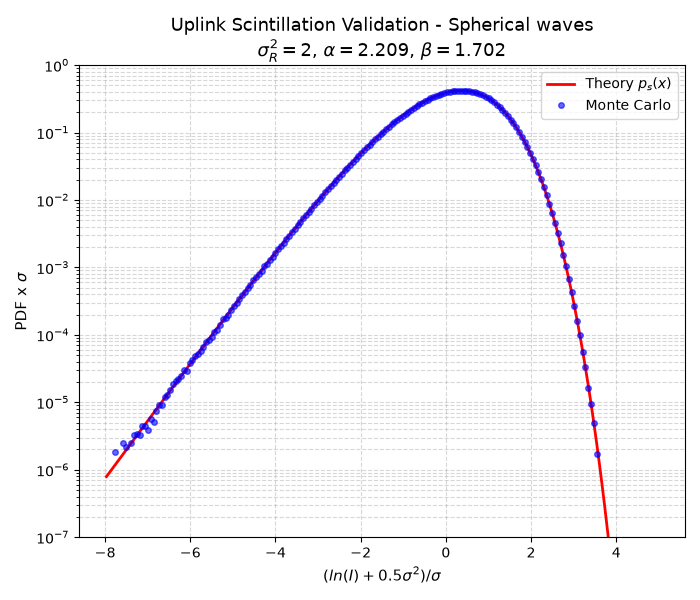 Uplink Scintillation Validation - Spherical waves
σ_R^2 = 2, α = 2.209, β = 1.702
Theory p_s(x)
Monte Carlo
PDF x σ
10^0
10^-1
10^-2
10^-3
10^-4
10^-5
10^-6
10^-7
−8 −6 −4 −2 0 2 4
(ln(I) + 0.5σ^2)/σ